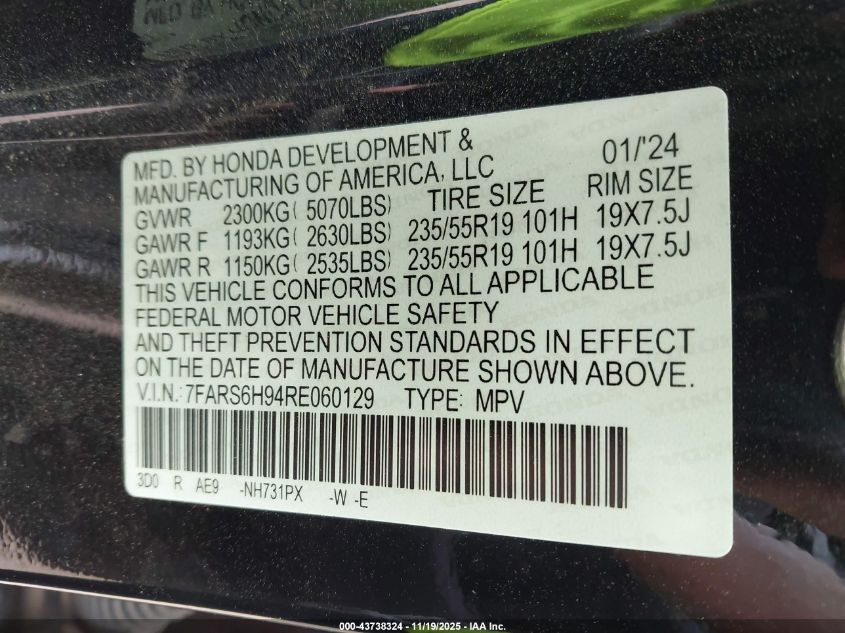 MFD. BY HONDA DEVELOPMENT & 01/'24
MANUFACTURING OF AMERICA, LLC
GVWR 2300KG( 5070LBS) TIRE SIZE RIM SIZE
GAWR F 1193KG( 2630LBS) 235/55R19 101H 19X7.5J
GAWR R 1150KG( 2535LBS) 235/55R19 101H 19X7.5J
THIS VEHICLE CONFORMS TO ALL APPLICABLE
FEDERAL MOTOR VEHICLE SAFETY
AND THEFT PREVENTION STANDARDS IN EFFECT
ON THE DATE OF MANUFACTURE SHOWN ABOVE.
V.I.N.: 7FARS6H94RE060129 TYPE: MPV
3D0 R AE9 -NH731PX -W -E
000-43738324 - 11/19/2025 - IAA Inc.